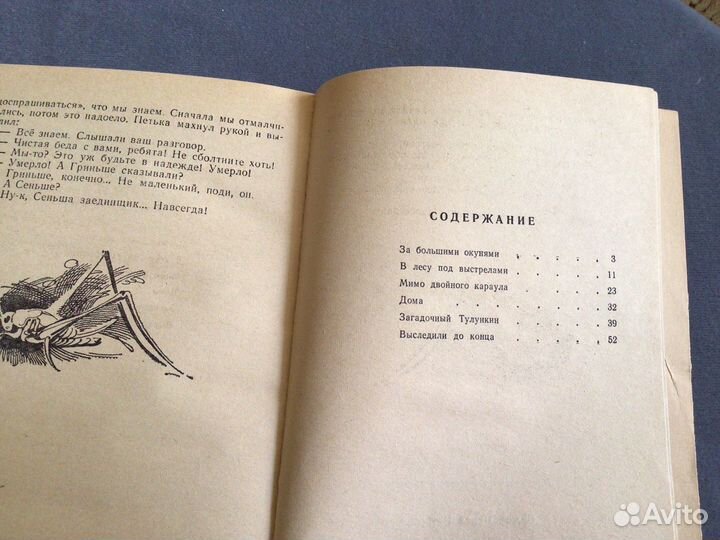 доспрашиваться», что мы знаем. Сначала мы отмалчи-
лись, потом это надоело. Петька махнул рукой и вы-
лил:
— Всё знаем. Слышали ваш разговор.
— Чистая беда с вами, ребята! Не сболтните хоть!
— Мы-то? Это уж будьте в надежде! Умерло!
— Умерло! А Гриньше сказывали?
Гриньше, конечно... Не маленький, поди, он.
А Сеньше?
Ну-к, Сеньша заединщик... Навсегда!
СОДЕРЖАНИЕ
За большими окунями . . . . . 3
В лесу под выстрелами . . . . 11
Мимо двойного караула . . . . 23
Дома . . . . . . 32
Загадочный Тулункин . . . . 39
Выследили до конца . . . . . 52
Avito